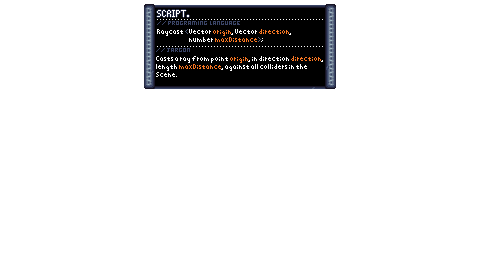 SCRIPT.
// PROGRAMING LANGUAGE
Raycast (Vector origin, Vector direction,
number maxDistance);
// JARGON
Casts a ray from point origin, in direction direction,
length maxDistance, against all colliders in the
Scene.